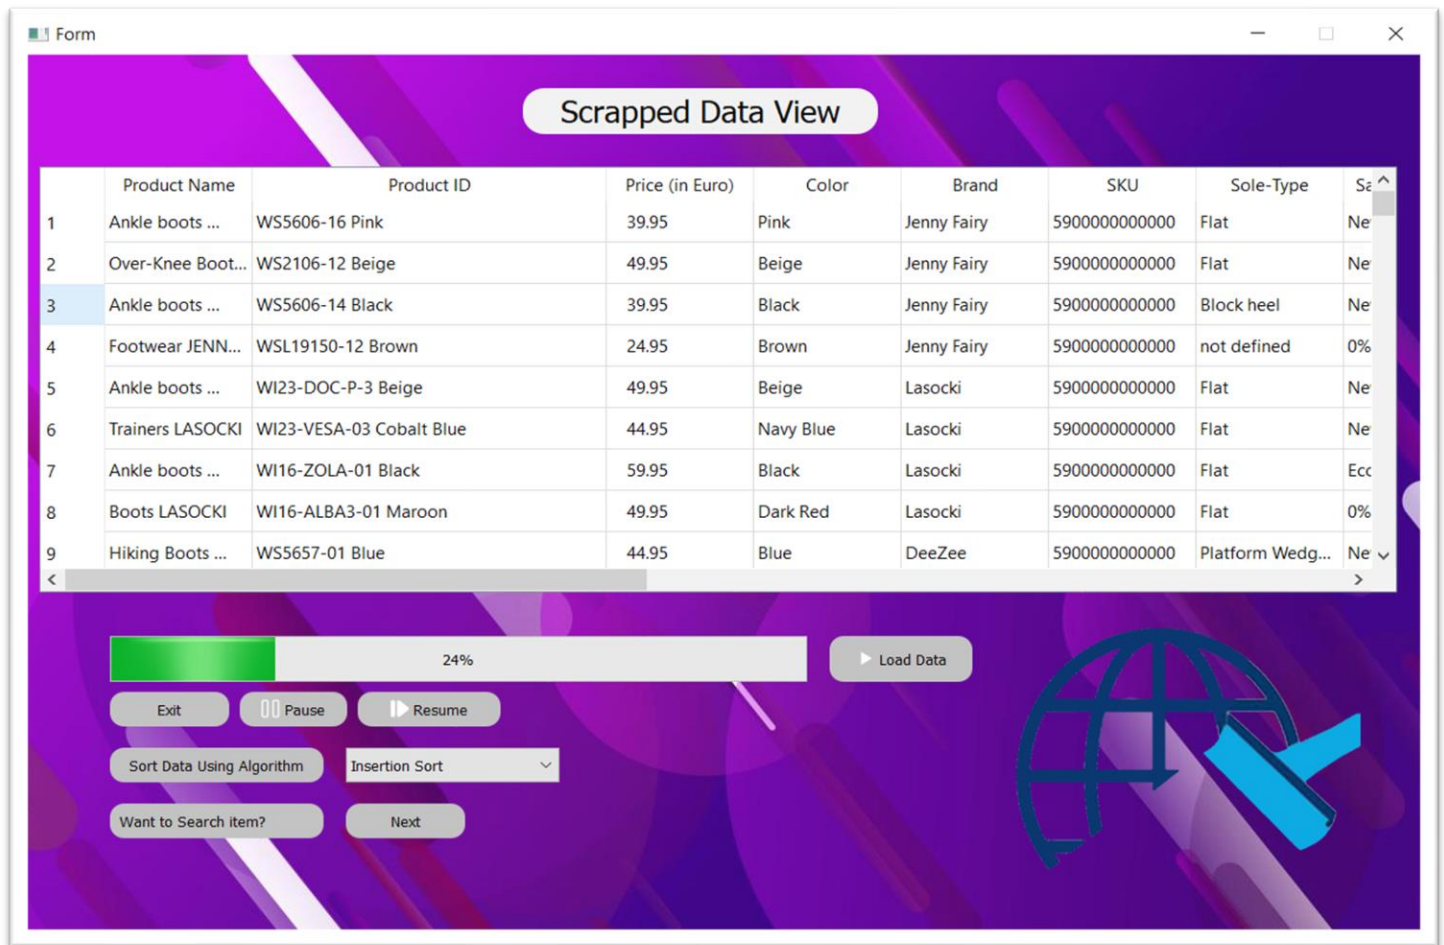 Form
Scrapped Data View
Product Name Product ID Price (in Euro) Color Brand SKU Sole-Type Sa
1 Ankle boots ... WS5606-16 Pink 39.95 Pink Jenny Fairy 5900000000000 Flat Ne
2 Over-Knee Boot... WS2106-12 Beige 49.95 Beige Jenny Fairy 5900000000000 Flat Ne
3 Ankle boots ... WS5606-14 Black 39.95 Black Jenny Fairy 5900000000000 Block heel Ne
4 Footwear JENN... WSL19150-12 Brown 24.95 Brown Jenny Fairy 5900000000000 not defined 0%
5 Ankle boots ... WI23-DOC-P-3 Beige 49.95 Beige Lasocki 5900000000000 Flat Ne
6 Trainers LASOCKI WI23-VESA-03 Cobalt Blue 44.95 Navy Blue Lasocki 5900000000000 Flat Ne
7 Ankle boots ... WI16-ZOLA-01 Black 59.95 Black Lasocki 5900000000000 Flat Ecc
8 Boots LASOCKI WI16-ALBA3-01 Maroon 49.95 Dark Red Lasocki 5900000000000 Flat 0%
9 Hiking Boots ... WS5657-01 Blue 44.95 Blue DeeZee 5900000000000 Platform Wedg... Ne
24% Load Data
Exit Pause Resume
Sort Data Using Algorithm Insertion Sort
Want to Search item? Next